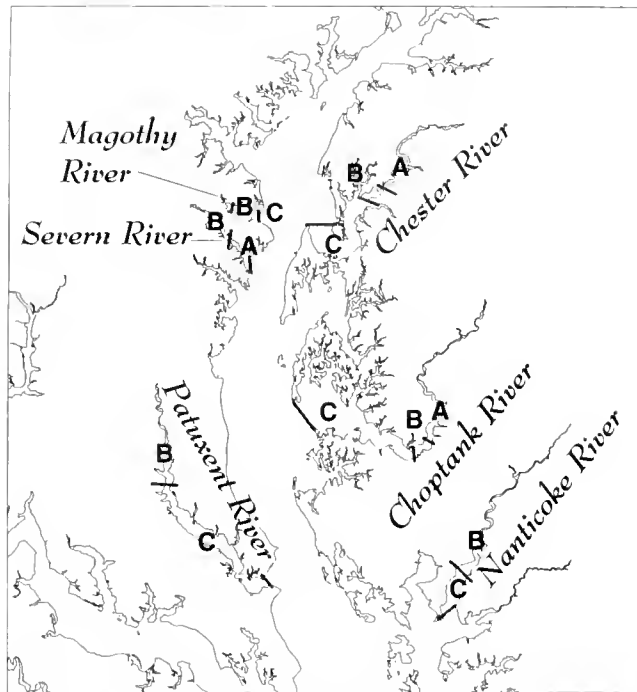 Magothy
River
B
A
B
B
C
Chester River
Severn River
A
C
Patuxent River
C
B
A
Choptank River
B
Nanticoke River
C
B
C